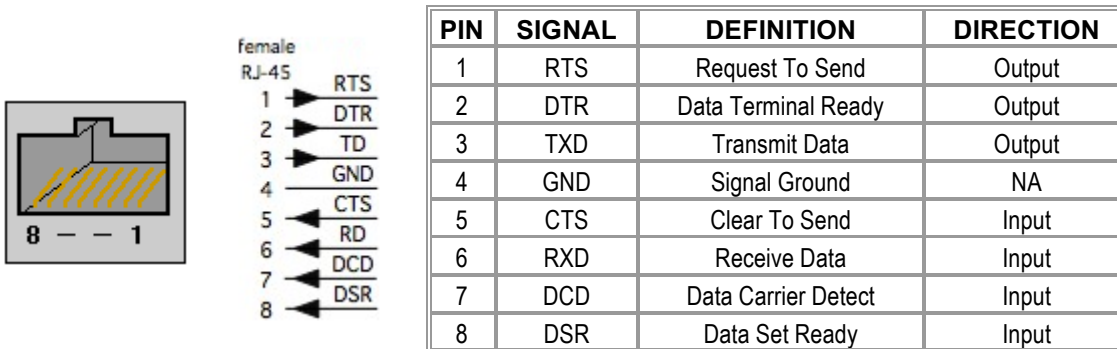 8 – – 1
female
RJ-45
1 RTS
2 DTR
3 TD
4 GND
5 CTS
6 RD
7 DCD
8 DSR
PIN SIGNAL DEFINITION DIRECTION
1 RTS Request To Send Output
2 DTR Data Terminal Ready Output
3 TXD Transmit Data Output
4 GND Signal Ground NA
5 CTS Clear To Send Input
6 RXD Receive Data Input
7 DCD Data Carrier Detect Input
8 DSR Data Set Ready Input